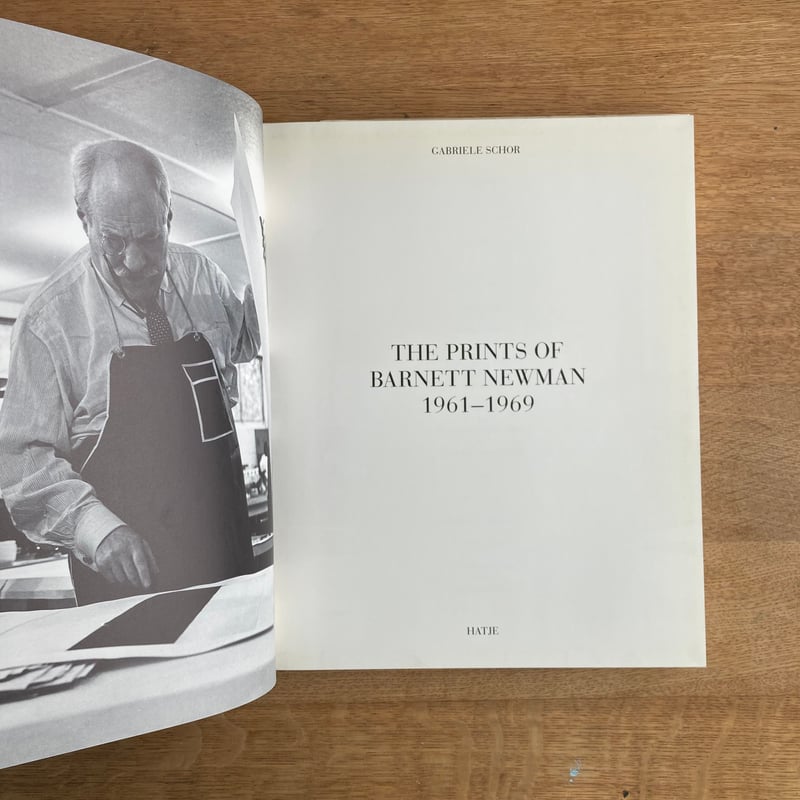 GABRIELE SCHOR
THE PRINTS OF
BARNETT NEWMAN
1961–1969
HATJE